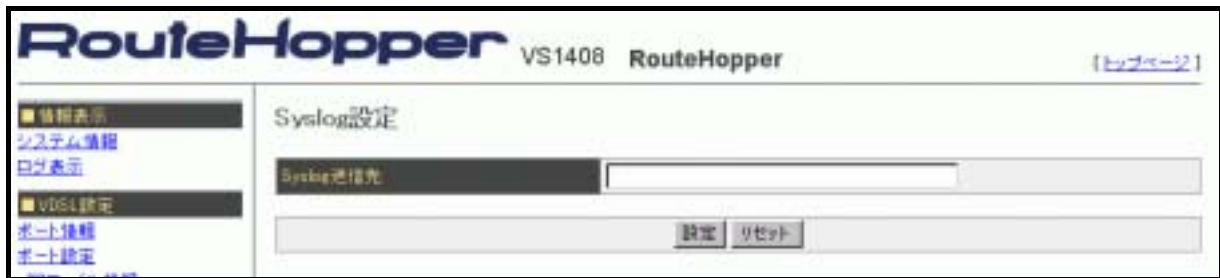 RouteHopper VS1408 RouteHopper [トップページ]
■情報表示
システム情報
ログ表示
■VDSL設定
ポート情報
ポート設定
Syslog設定
Syslog送信先
設定 リセット